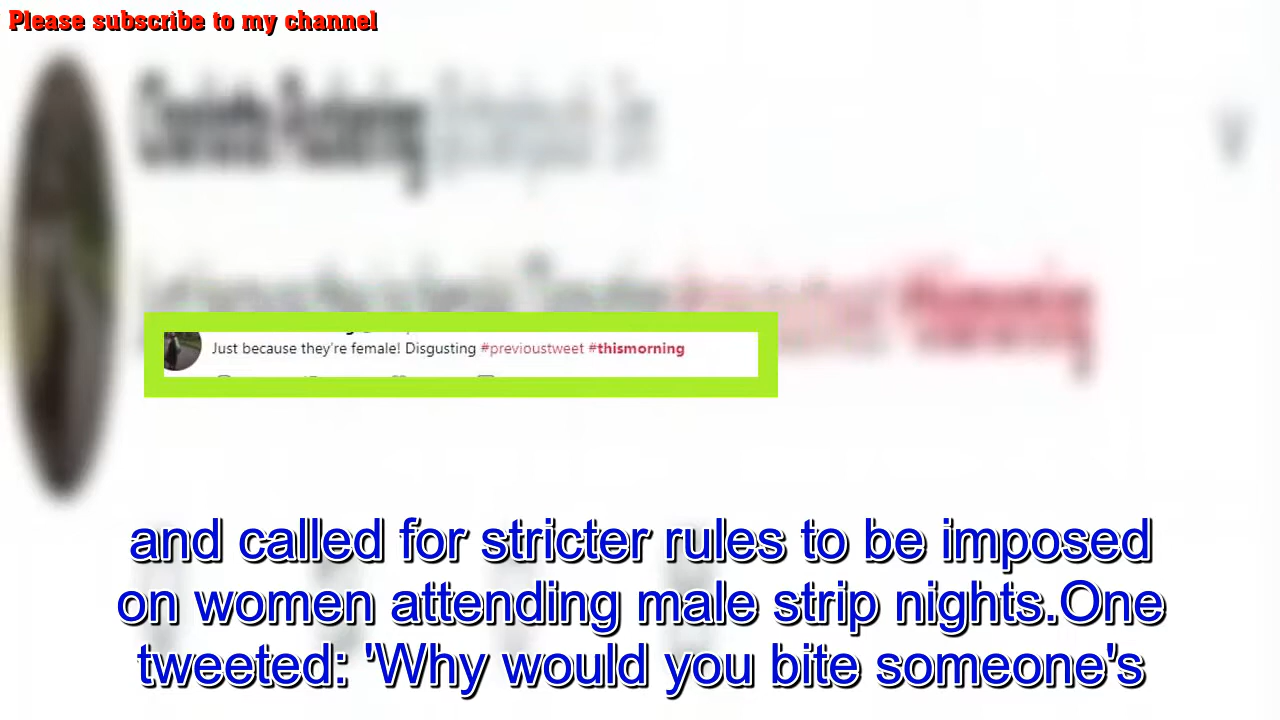 Please subscribe to my channel
Just because they're female! Disgusting #previoustweet #thismorning
and called for stricter rules to be imposed
on women attending male strip nights.One
tweeted: 'Why would you bite someone's